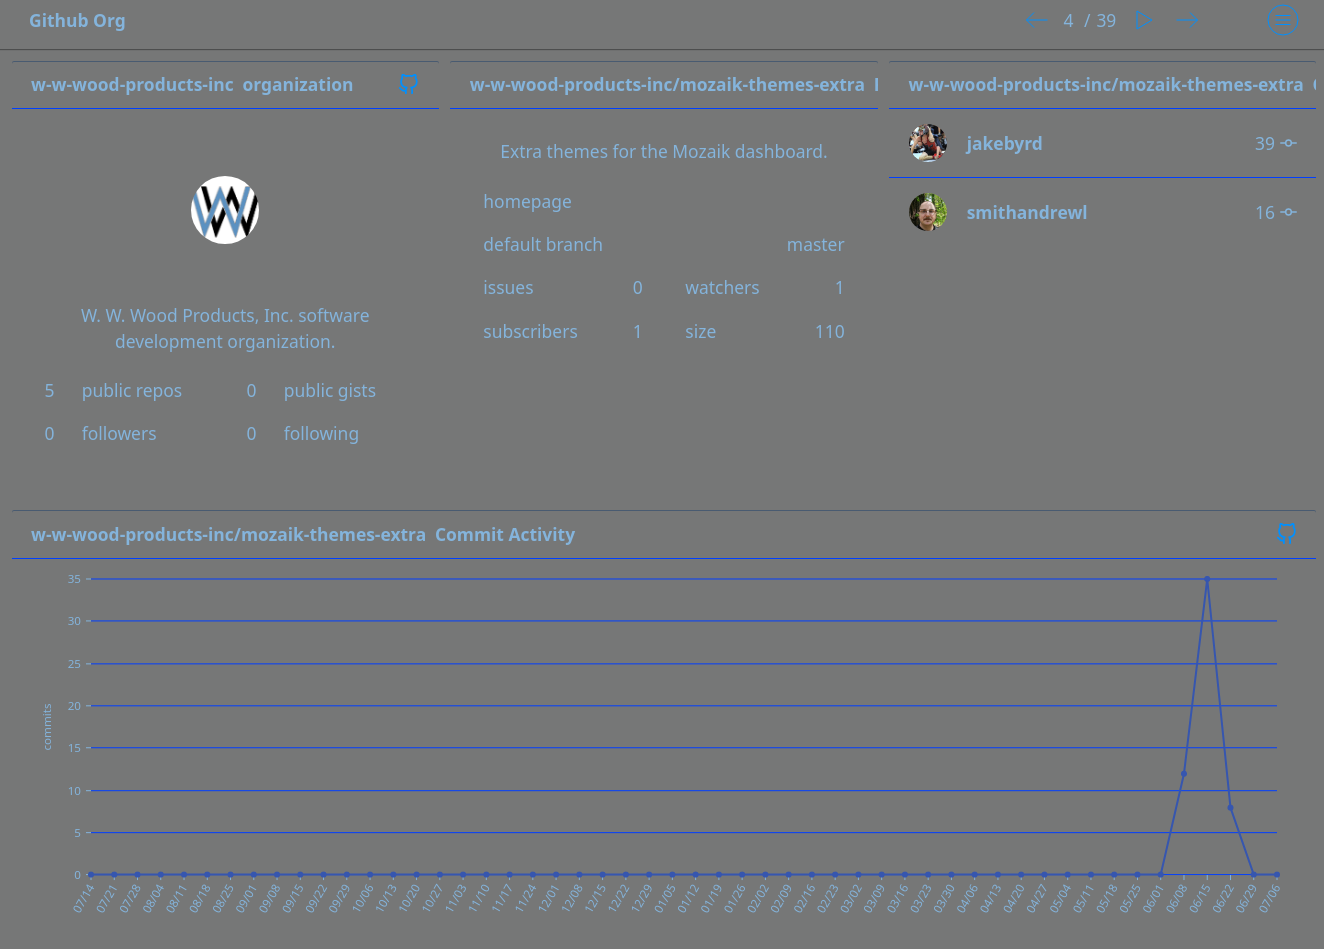 Github Org
4 / 39
w-w-wood-products-inc organization
W. W. Wood Products, Inc. software
development organization.
5 public repos 0 public gists
0 followers 0 following
w-w-wood-products-inc/mozaik-themes-extra
Extra themes for the Mozaik dashboard.
homepage
default branch master
issues 0 watchers 1
subscribers 1 size 110
w-w-wood-products-inc/mozaik-themes-extra
jakebyrd 39
smithandrewl 16
w-w-wood-products-inc/mozaik-themes-extra Commit Activity
commits
35
30
25
20
15
10
5
0
07/14 07/21 07/28 08/04 08/11 08/18 08/25 09/01 09/08 09/15 09/22 09/29 10/06 10/13 10/20 10/27 11/03 11/10 11/17 11/24 12/01 12/08 12/15 12/22 12/29 01/05 01/12 01/19 01/26 02/02 02/09 02/16 02/23 03/02 03/09 03/16 03/23 03/30 04/06 04/13 04/20 04/27 05/04 05/11 05/18 05/25 06/01 06/08 06/15 06/22 06/29 07/06